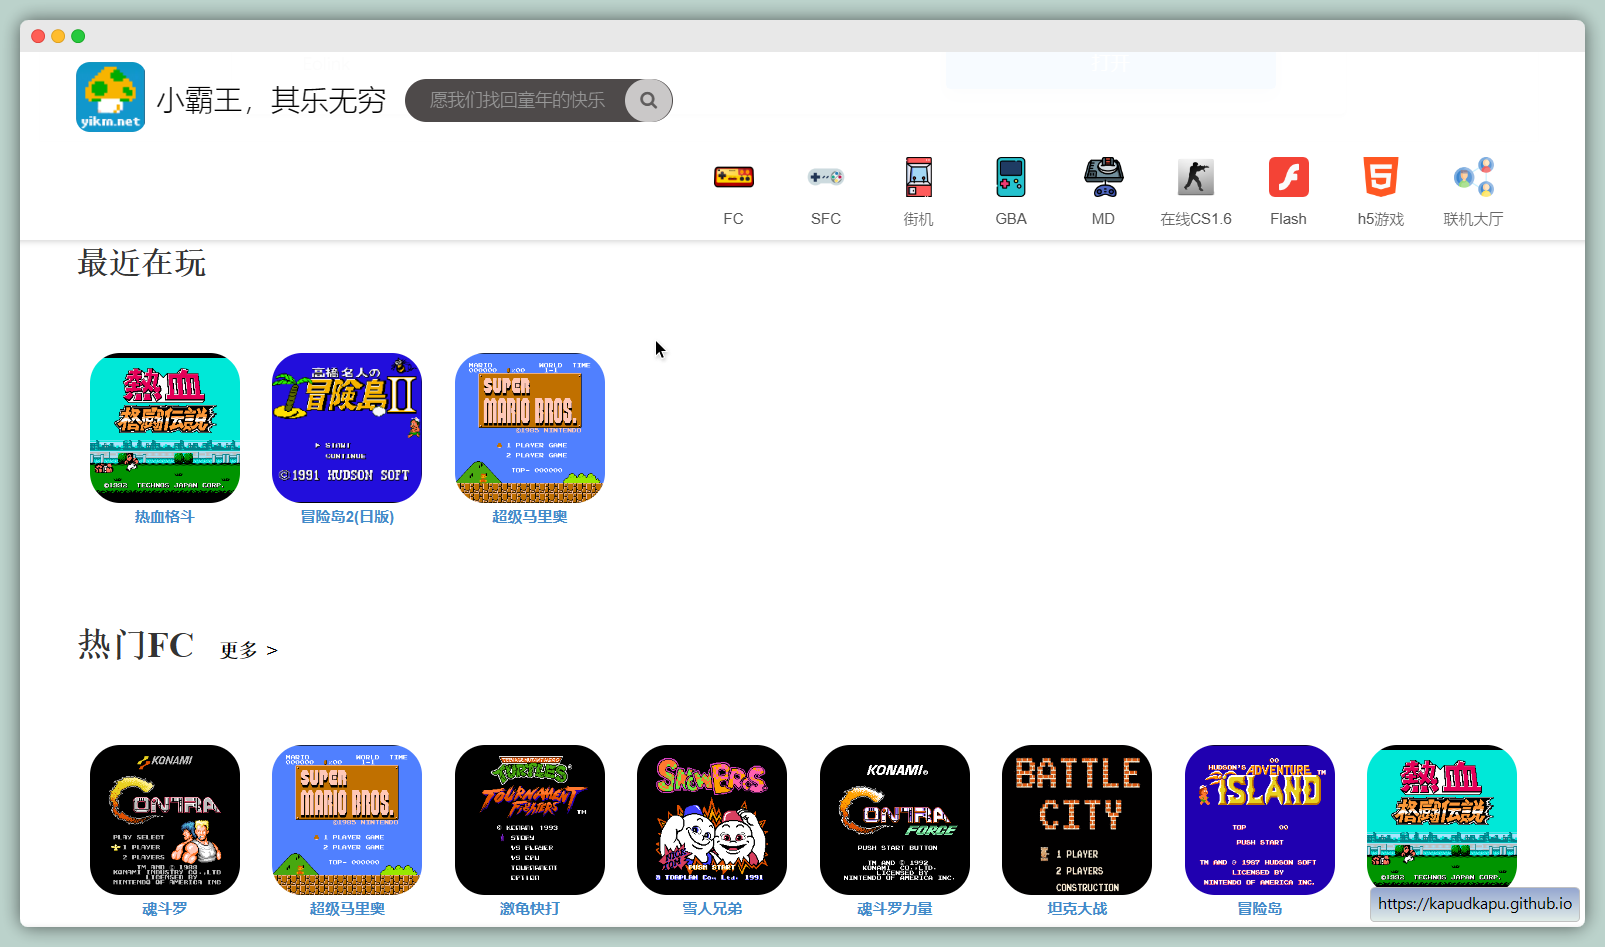 yikm.net
小霸王，其乐无穷
愿我们找回童年的快乐
FC
SFC
街机
GBA
MD
在线CS1.6
Flash
h5游戏
联机大厅
最近在玩
熱血
格闘伝説
©1992 TECHNOS JAPAN CORP.
高橋名人の
冒険島II
START
CONTINUE
©1991 HUDSON SOFT
MARIO WORLD TIME
000000 ×00 1-1
SUPER
MARIO BROS.
©1985 NINTENDO
1 PLAYER GAME
2 PLAYER GAME
TOP- 000000
热血格斗
冒险岛2(日版)
超级马里奥
热门FC 更多 >
KONAMI
CONTRA
PLAY SELECT
1 PLAYER
2 PLAYERS
TM AND © 1988
KONAMI INDUSTRY CO.,LTD
LICENSED BY
NINTENDO OF AMERICA INC
MARIO WORLD TIME
000000 ×00 1-1
SUPER
MARIO BROS.
©1985 NINTENDO
1 PLAYER GAME
2 PLAYER GAME
TOP- 000000
TURTLES
TOURNAMENT
FIGHTERS TM
© KONAMI 1993
STORY
VS PLAYER
VS CPU
TOURNAMENT
OPTION
SNOW BROS
PUSH START
© TOAPLAN Co., Ltd. 1991
KONAMI®
CONTRA
FORCE
PUSH START BUTTON
TM AND © 1992
KONAMI CO.,LTD.
LICENSED BY
NINTENDO OF AMERICA INC.
BATTLE
CITY
1 PLAYER
2 PLAYERS
CONSTRUCTION
HUDSON'S ADVENTURE
ISLAND TM
TOP 00
PUSH START
TM AND © 1987 HUDSON SOFT
LICENSED BY
NINTENDO OF AMERICA INC.
熱血
格闘伝説
©1992 TECHNOS JAPAN CORP.
魂斗罗
超级马里奥
激龟快打
雪人兄弟
魂斗罗力量
坦克大战
冒险岛
https://kapudkapu.github.io